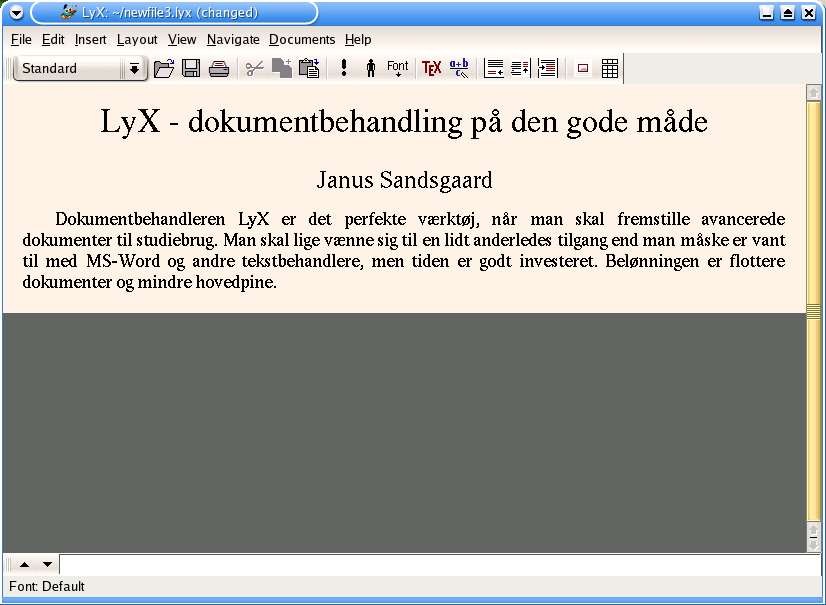 LyX: ~/newfile3.lyx (changed)
File Edit Insert Layout View Navigate Documents Help
Standard Font TEX a+b c
LyX - dokumentbehandling på den gode måde
Janus Sandsgaard
Dokumentbehandleren LyX er det perfekte værktøj, når man skal fremstille avancerede
dokumenter til studiebrug. Man skal lige vænne sig til en lidt anderledes tilgang end man måske er vant
til med MS-Word og andre tekstbehandlere, men tiden er godt investeret. Belønningen er flottere
dokumenter og mindre hovedpine.
Font: Default